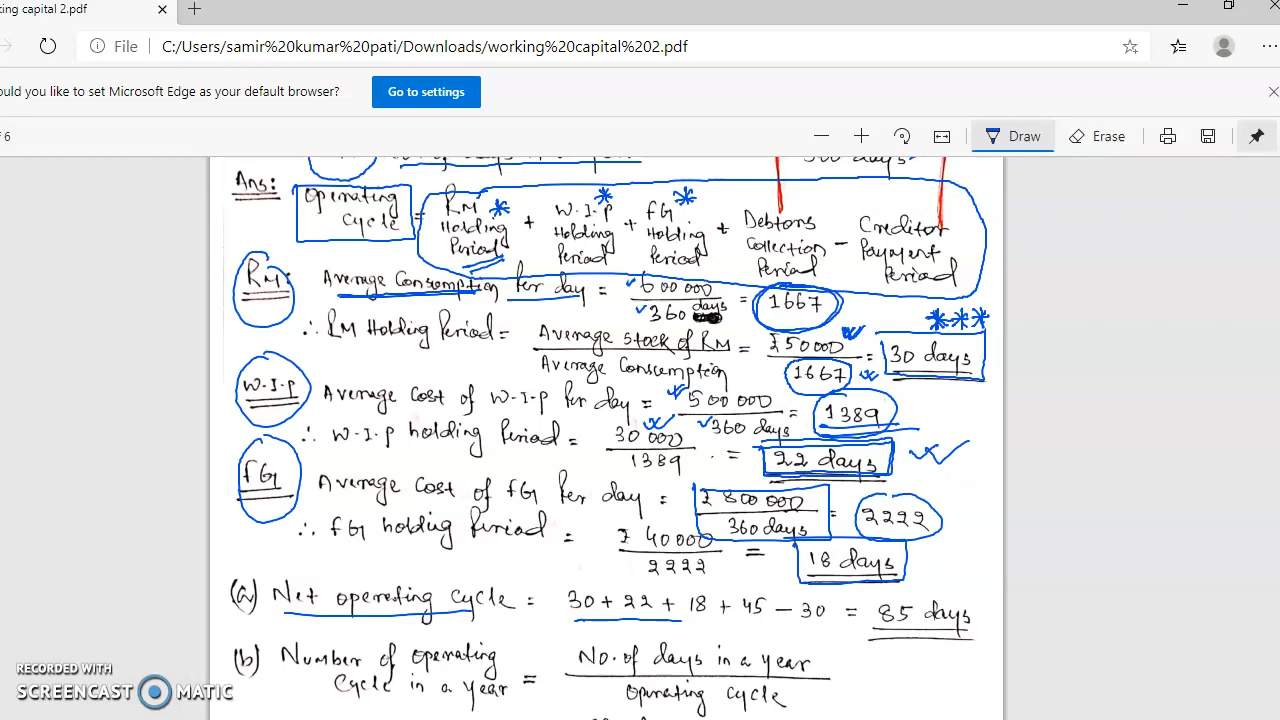 king capital 2.pdf
File C:/Users/samir%20kumar%20pati/Downloads/working%20capital%202.pdf
ould you like to set Microsoft Edge as your default browser? Go to settings
of 6 Draw Erase
Ans: Operating Cycle = RM Holding Period + W.I.P Holding Period + FG Holding Period + Debtors Collection Period - Creditor Payment Period
RM: Average Consumption Per day = 600000 / 360 days = 1667
∴ RM Holding Period = Average stock of RM / Average Consumption = ₹50000 / 1667 = 30 days
W.I.P Average Cost of W.I.P Per day = 500000 / 360 days = 1389
∴ W.I.P holding Period = 30000 / 1389 = 22 days
FG Average Cost of FG Per day = ₹800000 / 360 days = 2222
∴ FG holding Period = ₹40000 / 2222 = 18 days
(a) Net operating cycle = 30 + 22 + 18 + 45 - 30 = 85 days
(b) Number of operating Cycle in a year = No. of days in a year / Operating cycle
RECORDED WITH
SCREENCAST MATIC